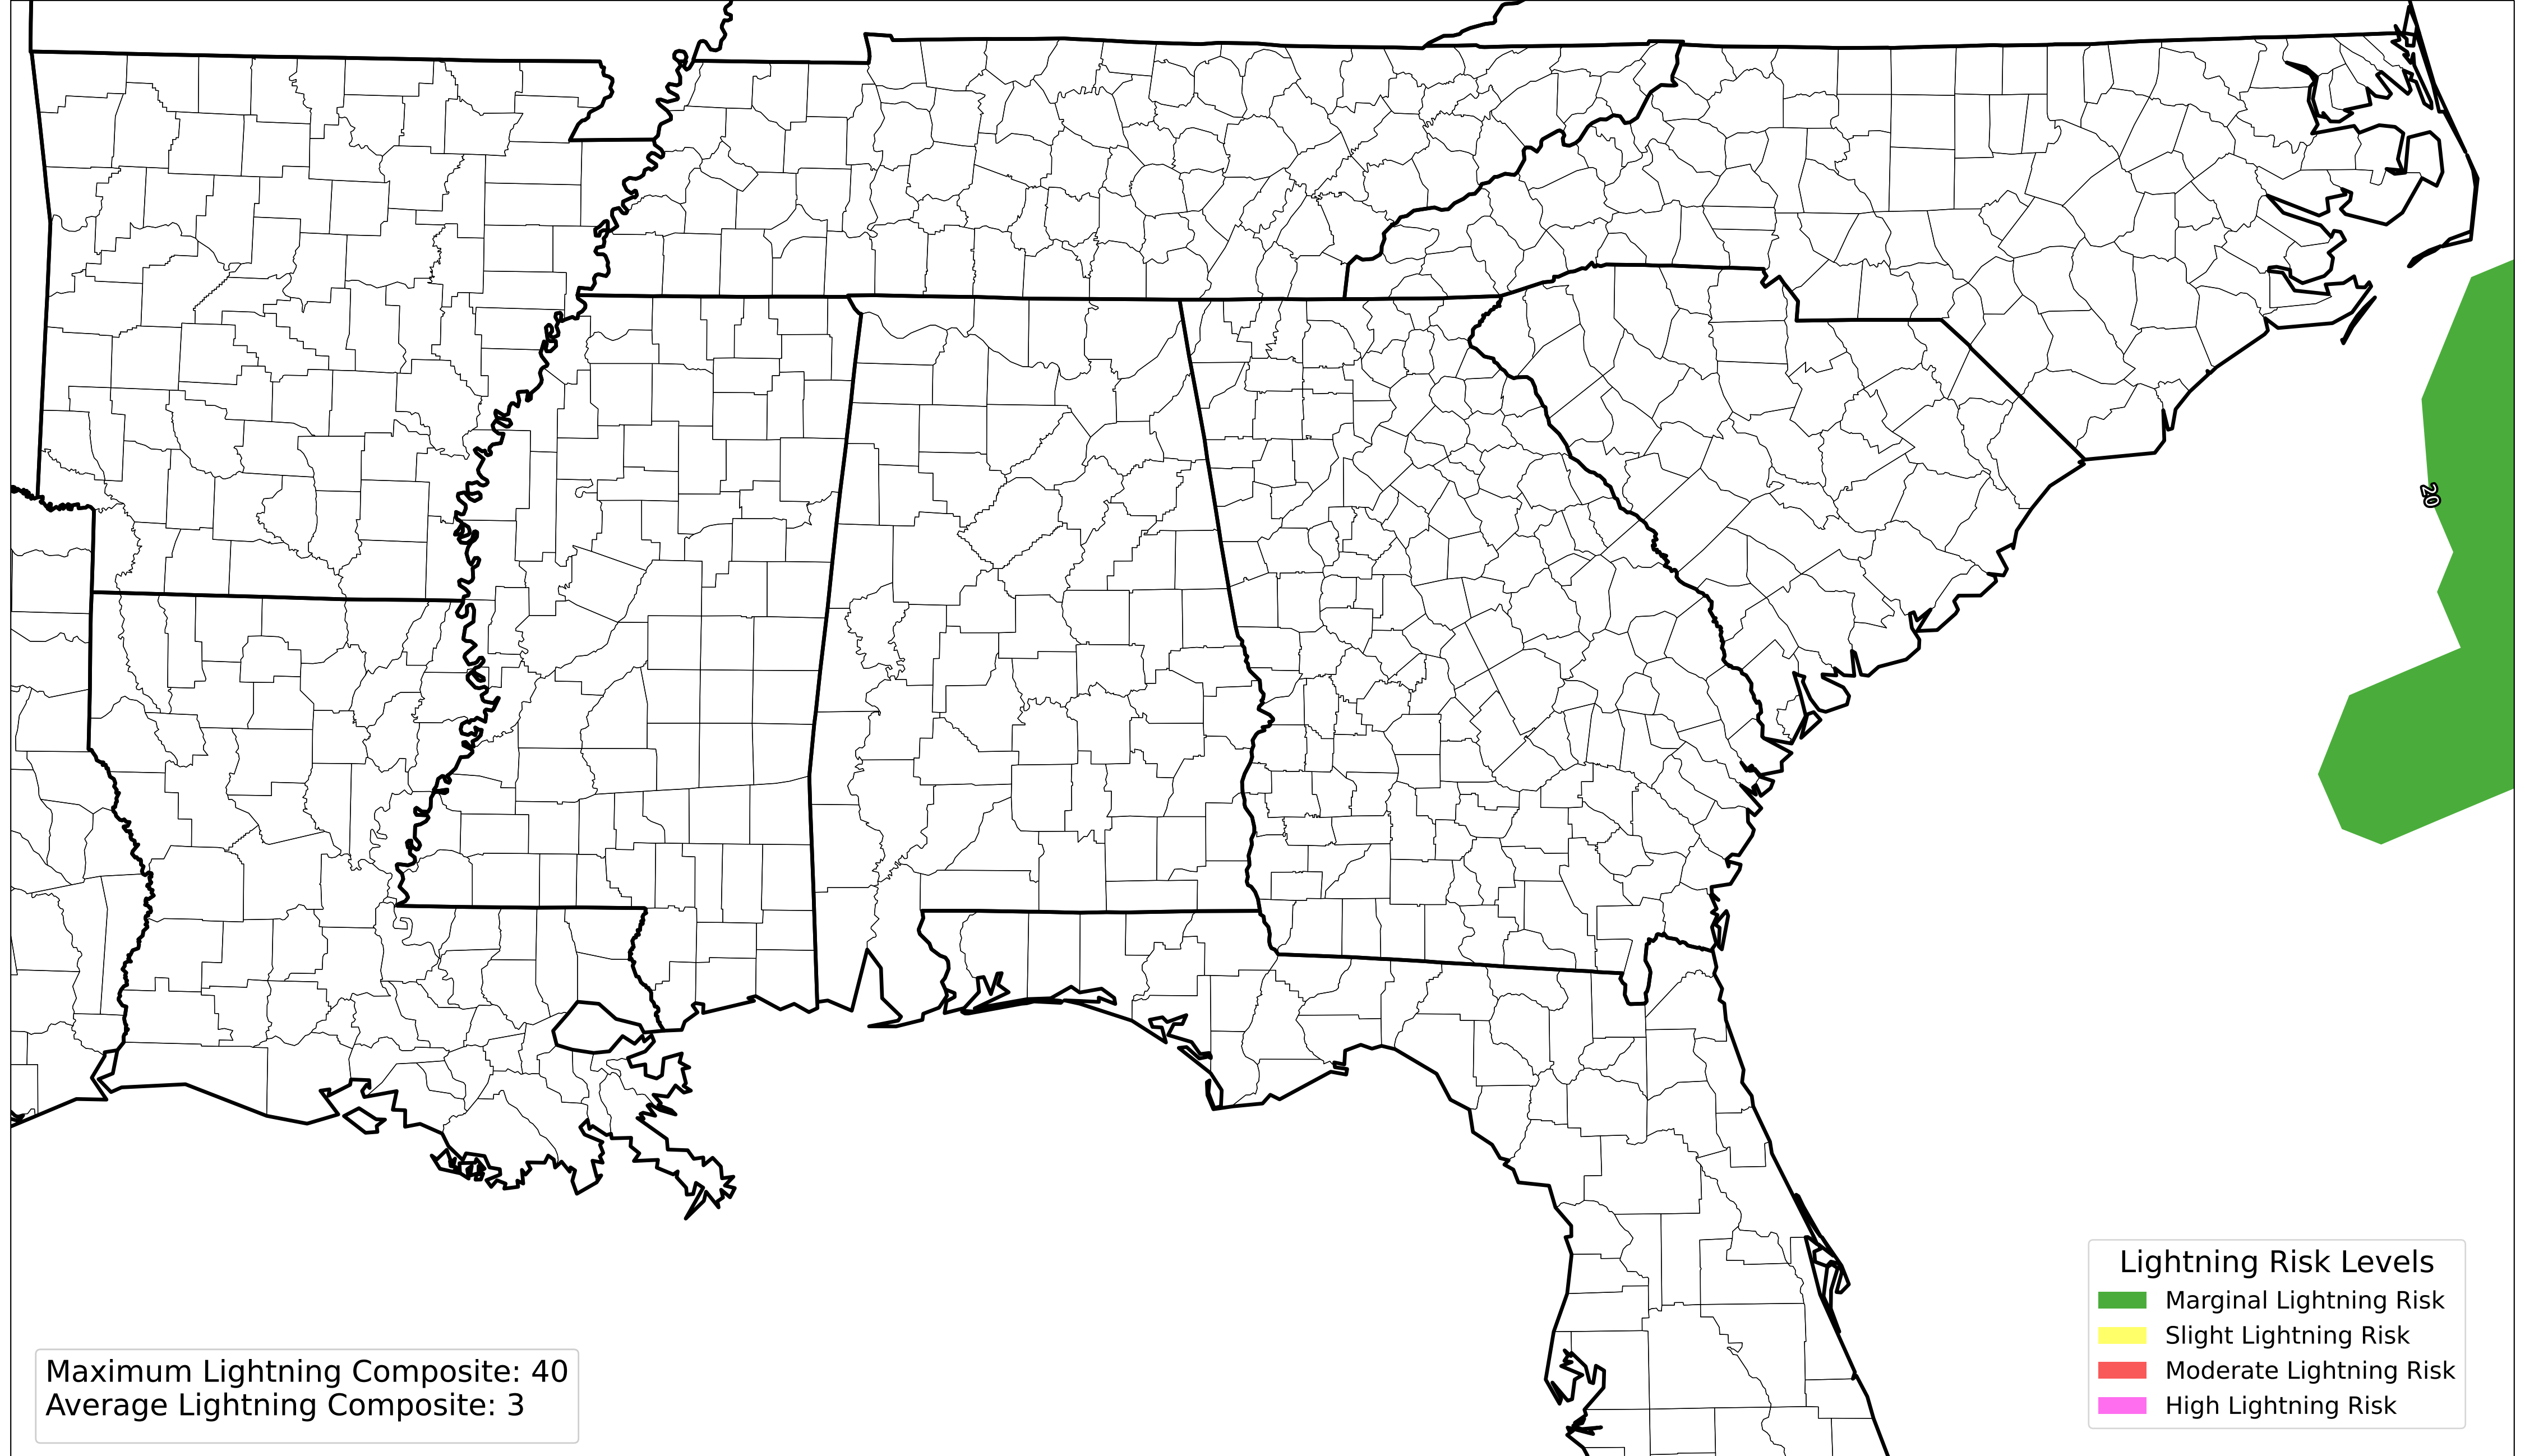 20
Lightning Risk Levels
Marginal Lightning Risk
Slight Lightning Risk
Moderate Lightning Risk
High Lightning Risk
Maximum Lightning Composite: 40
Average Lightning Composite: 3